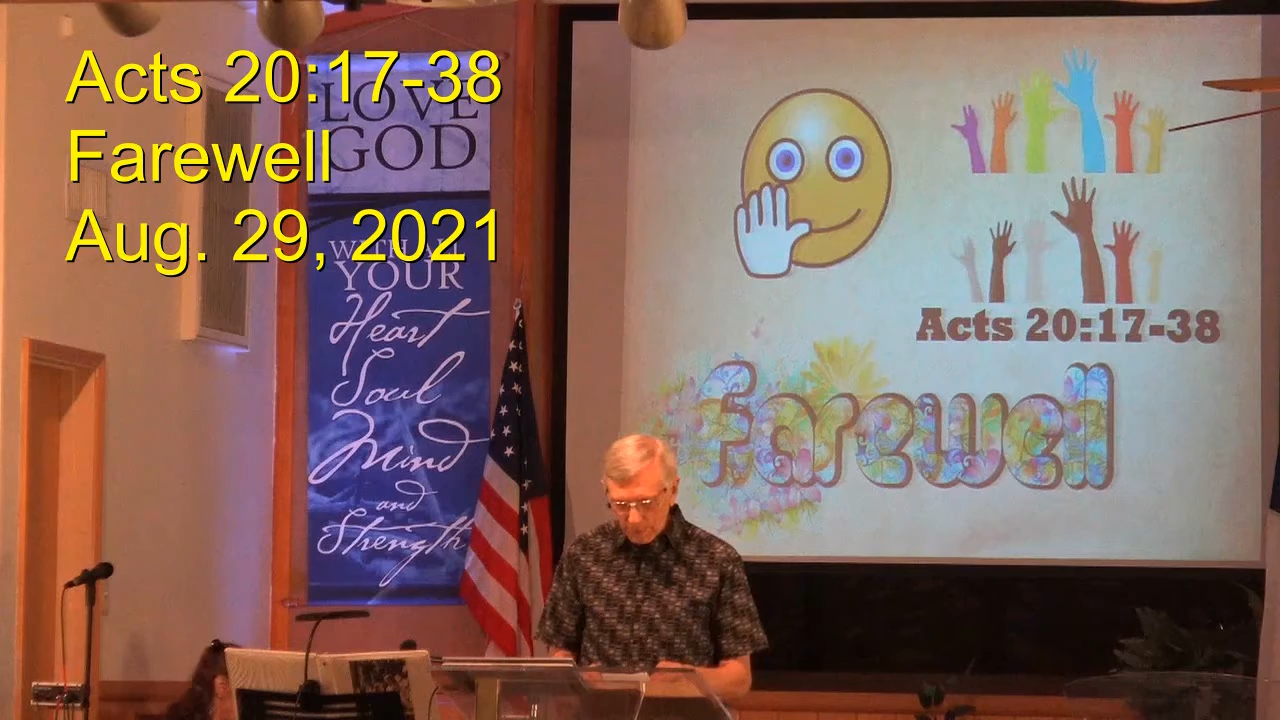 Acts 20:17-38
Farewell
Aug. 29, 2021
LOVE
GOD
WITH ALL
YOUR
Heart
Soul
Mind
and
Strength
Acts 20:17-38
farewell